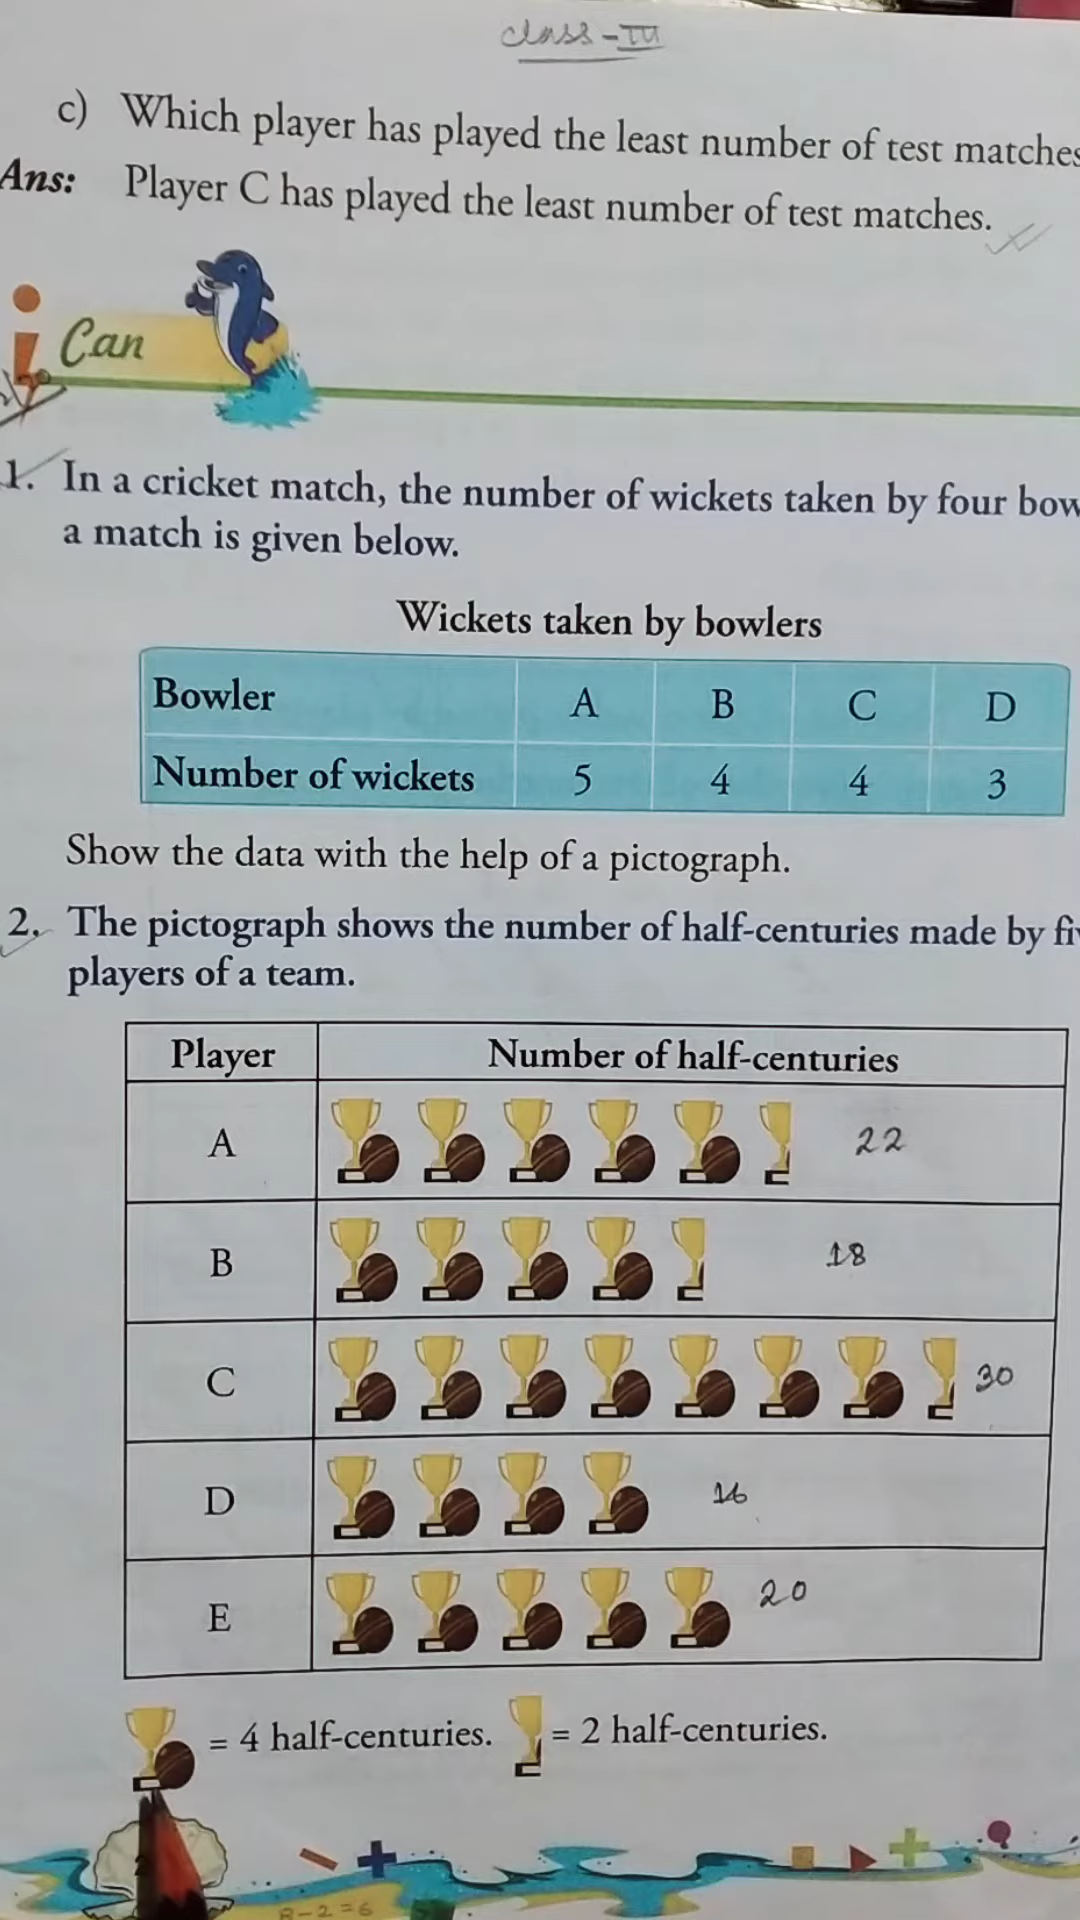 class - III
c) Which player has played the least number of test matches
Ans: Player C has played the least number of test matches.
i Can
1. In a cricket match, the number of wickets taken by four bow
a match is given below.
Wickets taken by bowlers
Bowler A B C D
Number of wickets 5 4 4 3
Show the data with the help of a pictograph.
2. The pictograph shows the number of half-centuries made by fi
players of a team.
Player Number of half-centuries
A 22
B 18
C 30
D 16
E 20
= 4 half-centuries. = 2 half-centuries.
8-2=6